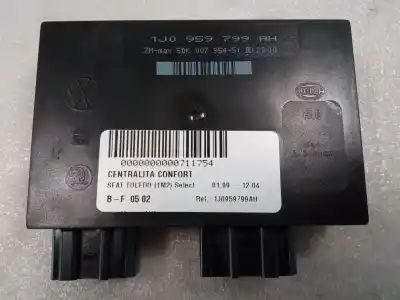 1J0 959 799 AH
ZM-max 5DK 007 954-51
HELLA
0000000000711754
CENTRALITA CONFORT
SEAT TOLEDO (1M2) Select 01.99 12.04
B-F 05 02 Ref. 1J0959799AH